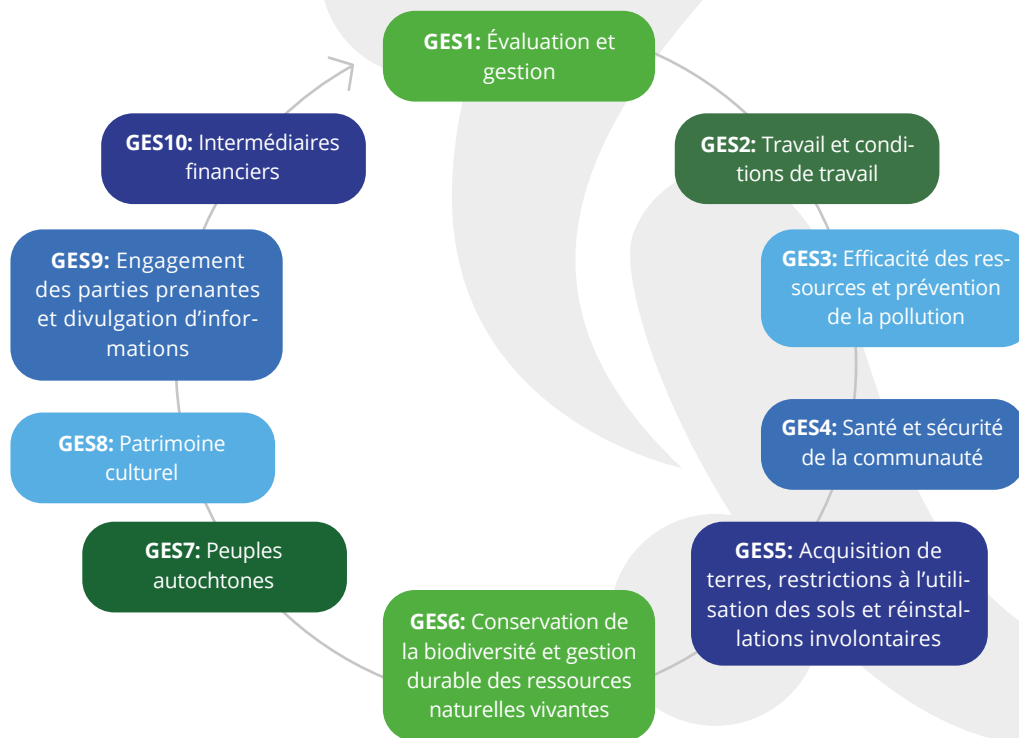 GES1: Évaluation et
gestion
GES2: Travail et condi-
tions de travail
GES3: Efficacité des res-
sources et prévention
de la pollution
GES4: Santé et sécurité
de la communauté
GES5: Acquisition de
terres, restrictions à l’utili-
sation des sols et réinstal-
lations involontaires
GES6: Conservation de
la biodiversité et gestion
durable des ressources
naturelles vivantes
GES7: Peuples
autochtones
GES8: Patrimoine
culturel
GES9: Engagement
des parties prenantes
et divulgation d’infor-
mations
GES10: Intermédiaires
financiers